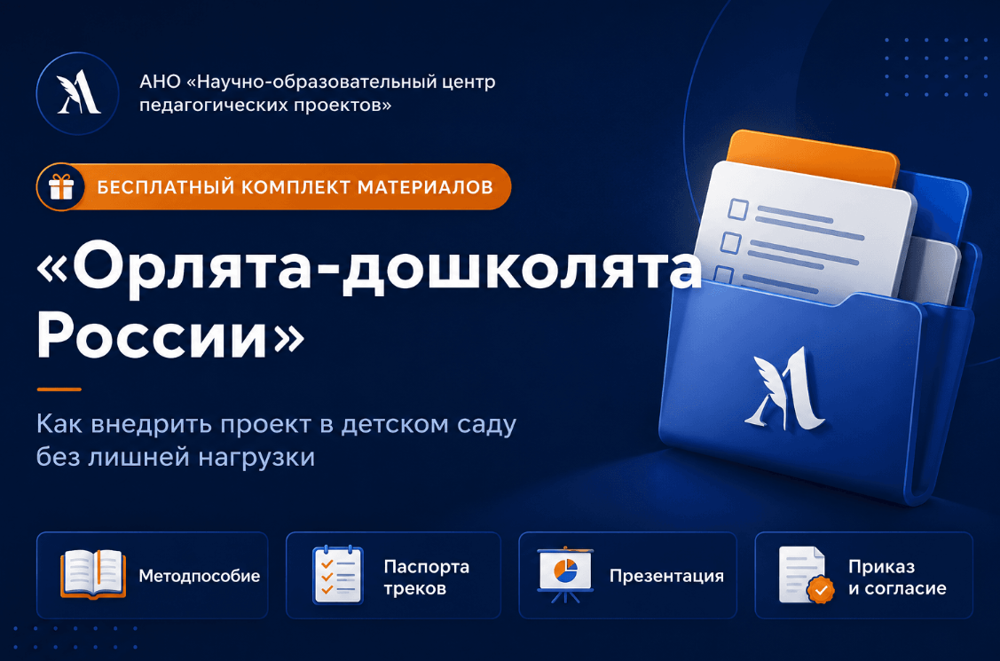 АНО «Научно-образовательный центр
педагогических проектов»
БЕСПЛАТНЫЙ КОМПЛЕКТ МАТЕРИАЛОВ
«Орлята-дошколята
России»
Как внедрить проект в детском саду
без лишней нагрузки
Методпособие
Паспорта
треков
Презентация
Приказ
и согласие